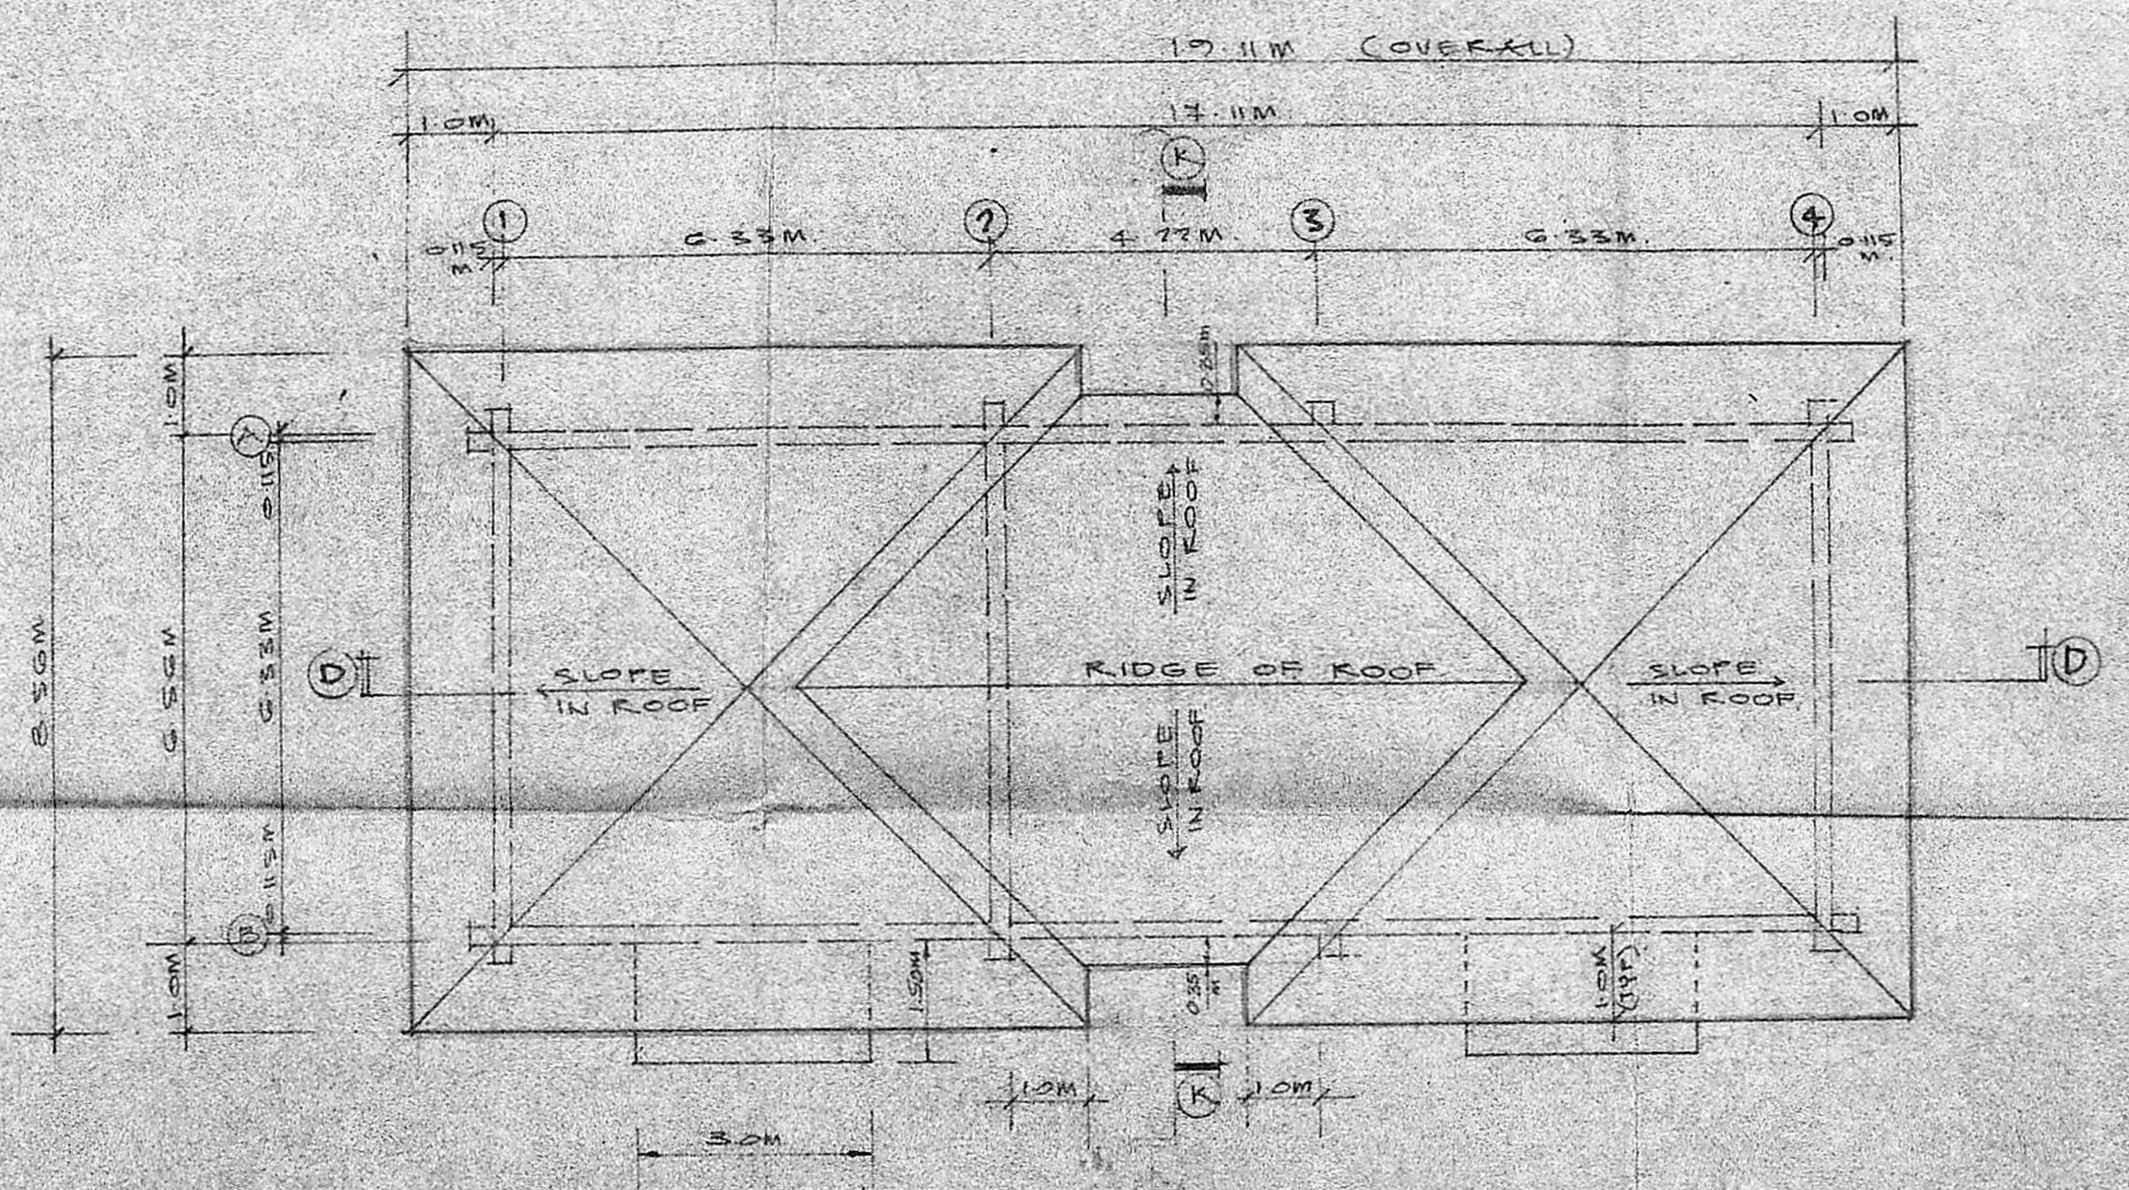 19.11M (OVERALL)
1.0M
17.11M
1.0M
K
1
2
3
4
0.115
M
6.33M.
4.22M.
6.33M.
0.115
M.
1.0M
A
0.115
SLOPE
IN ROOF
8.56M
6.56M
6.33M
D
SLOPE
IN ROOF
RIDGE OF ROOF
SLOPE
IN ROOF
D
SLOPE
IN ROOF
0.115M
B
1.0M
1.50M
0.35
M
1.0M
(TYP)
1.0M
K
1.0M
3.0M